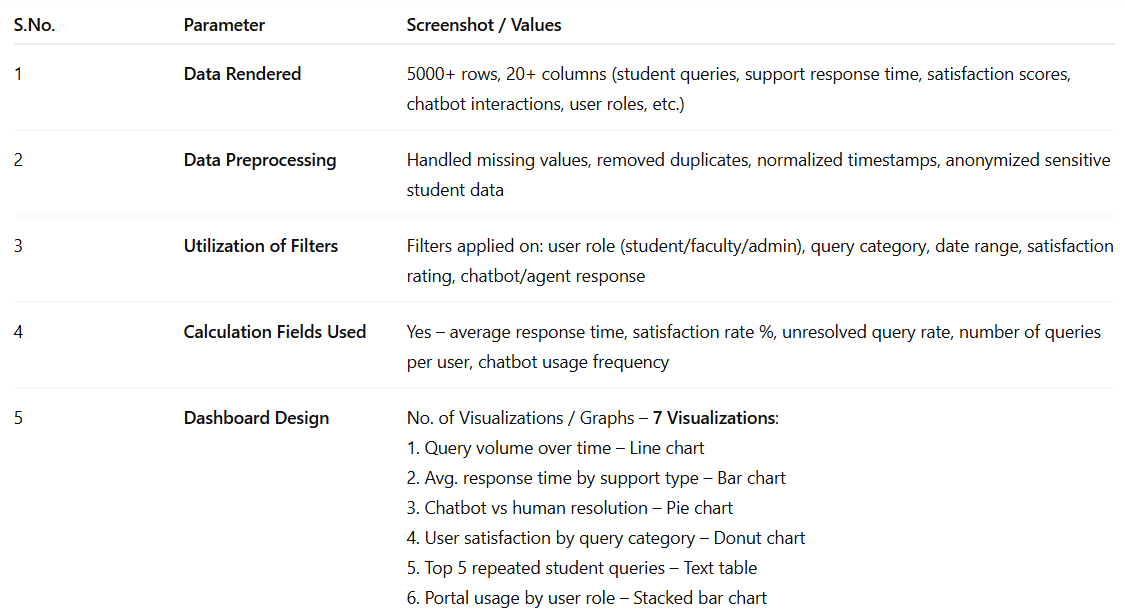 S.No. Parameter Screenshot / Values
1 Data Rendered 5000+ rows, 20+ columns (student queries, support response time, satisfaction scores,
chatbot interactions, user roles, etc.)
2 Data Preprocessing Handled missing values, removed duplicates, normalized timestamps, anonymized sensitive
student data
3 Utilization of Filters Filters applied on: user role (student/faculty/admin), query category, date range, satisfaction
rating, chatbot/agent response
4 Calculation Fields Used Yes – average response time, satisfaction rate %, unresolved query rate, number of queries
per user, chatbot usage frequency
5 Dashboard Design No. of Visualizations / Graphs – 7 Visualizations:
1. Query volume over time – Line chart
2. Avg. response time by support type – Bar chart
3. Chatbot vs human resolution – Pie chart
4. User satisfaction by query category – Donut chart
5. Top 5 repeated student queries – Text table
6. Portal usage by user role – Stacked bar chart